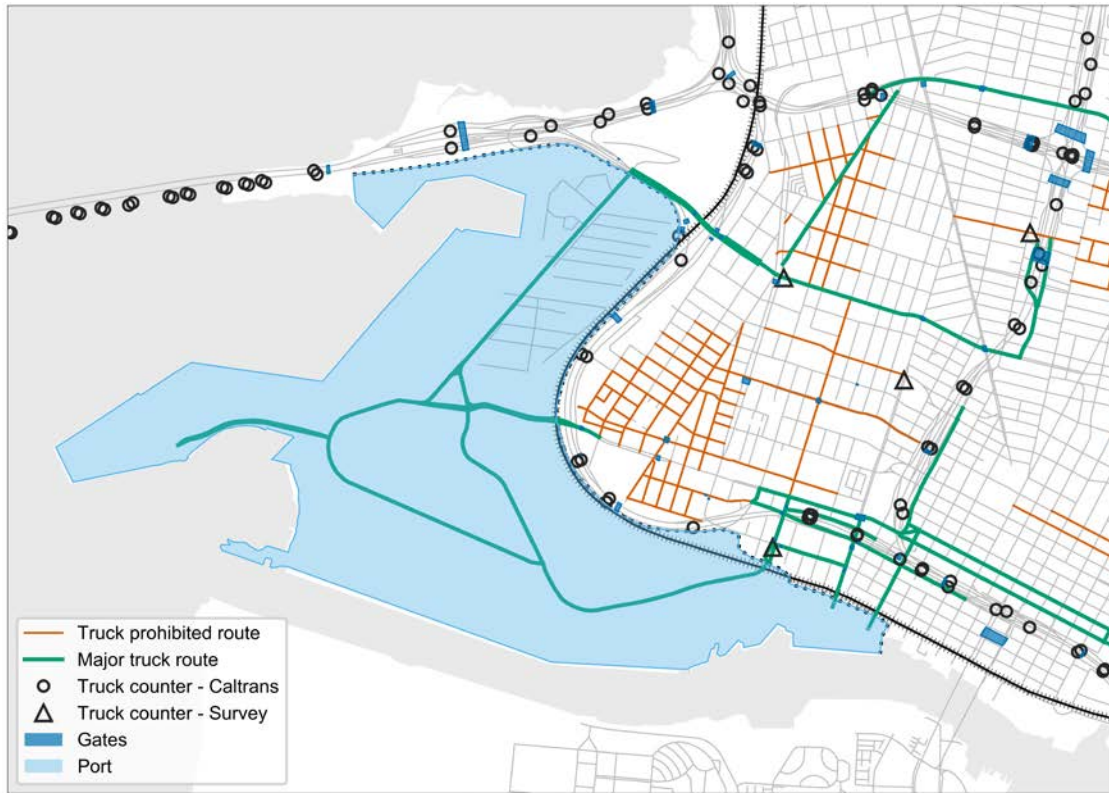 Truck prohibited route
Major truck route
Truck counter - Caltrans
Truck counter - Survey
Gates
Port